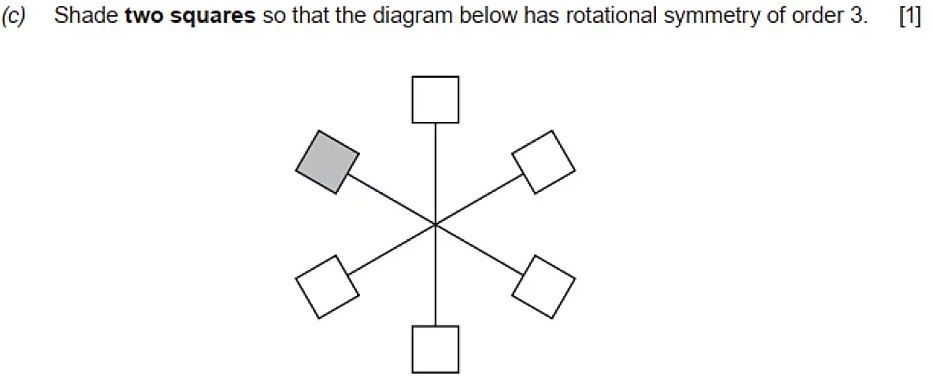 (c) Shade two squares so that the diagram below has rotational symmetry of order 3. [1]